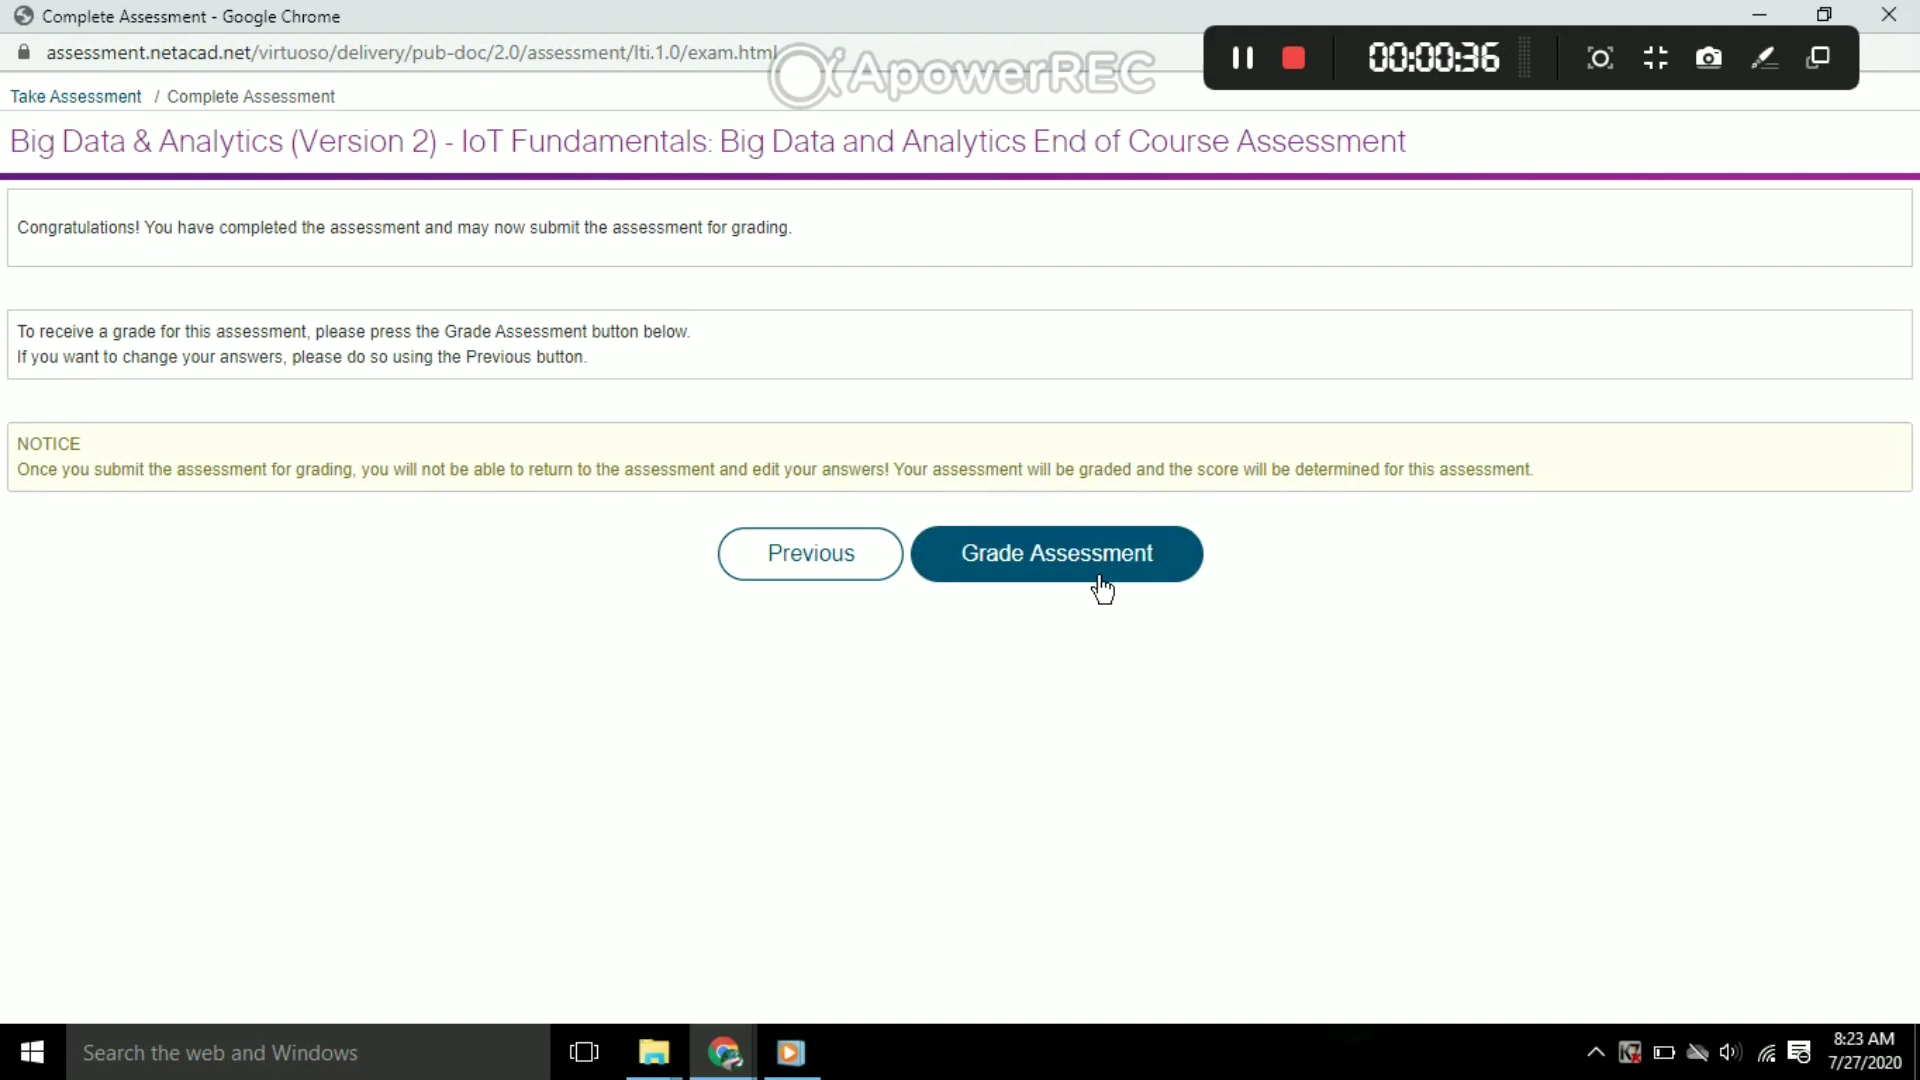 Complete Assessment - Google Chrome
assessment.netacad.net/virtuoso/delivery/pub-doc/2.0/assessment/lti.1.0/exam.html
ApowerREC
00:00:36
Take Assessment / Complete Assessment
Big Data & Analytics (Version 2) - IoT Fundamentals: Big Data and Analytics End of Course Assessment
Congratulations! You have completed the assessment and may now submit the assessment for grading.
To receive a grade for this assessment, please press the Grade Assessment button below.
If you want to change your answers, please do so using the Previous button.
NOTICE
Once you submit the assessment for grading, you will not be able to return to the assessment and edit your answers! Your assessment will be graded and the score will be determined for this assessment.
Previous
Grade Assessment
Search the web and Windows
8:23 AM
7/27/2020